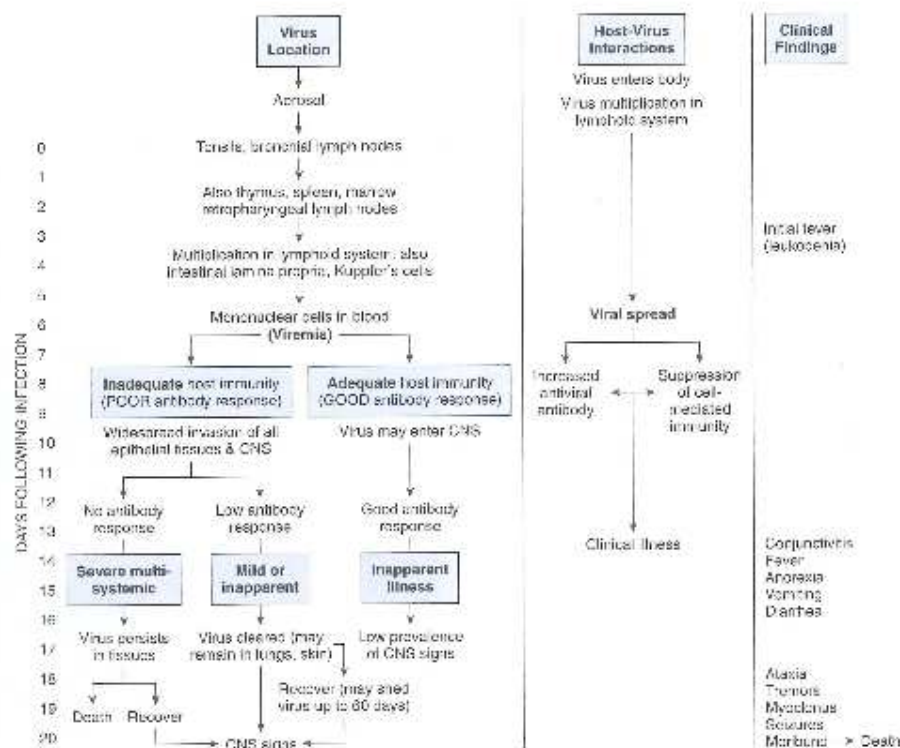 Virus
Location
Aerosol
Tonsils, bronchial lymph nodes
Also thymus, spleen, marrow
retropharyngeal lymph nodes
Multiplication in lymphoid system, also
intestinal lamina propria, Kupffer's cells
Mononuclear cells in blood
(Viremia)
Inadequate host immunity
(POOR antibody response)
Adequate host immunity
(GOOD antibody response)
Widespread invasion of all
epithelial tissues & CNS
Virus may enter CNS
No antibody
response
Low antibody
response
Good antibody
response
Severe multi-
systemic
Mild or
inapparent
Inapparent
illness
Virus persists
in tissues
Virus cleared (may
remain in lungs, skin)
Low prevalence
of CNS signs
Death
Recover
Recover (may shed
virus up to 60 days)
CNS signs
DAYS FOLLOWING INFECTION
0
1
2
3
4
5
6
7
8
9
10
11
12
13
14
15
16
17
18
19
20
Host-Virus
Interactions
Virus enters body
Virus multiplication in
lymphoid system
Viral spread
Increased
antiviral
antibody
Suppression
of cell-
mediated
immunity
Clinical illness
Clinical
Findings
Initial fever
(leukopenia)
Conjunctivitis
Fever
Anorexia
Vomiting
Diarrhea
Ataxia
Tremors
Myoclonus
Seizures
Moribund
Death